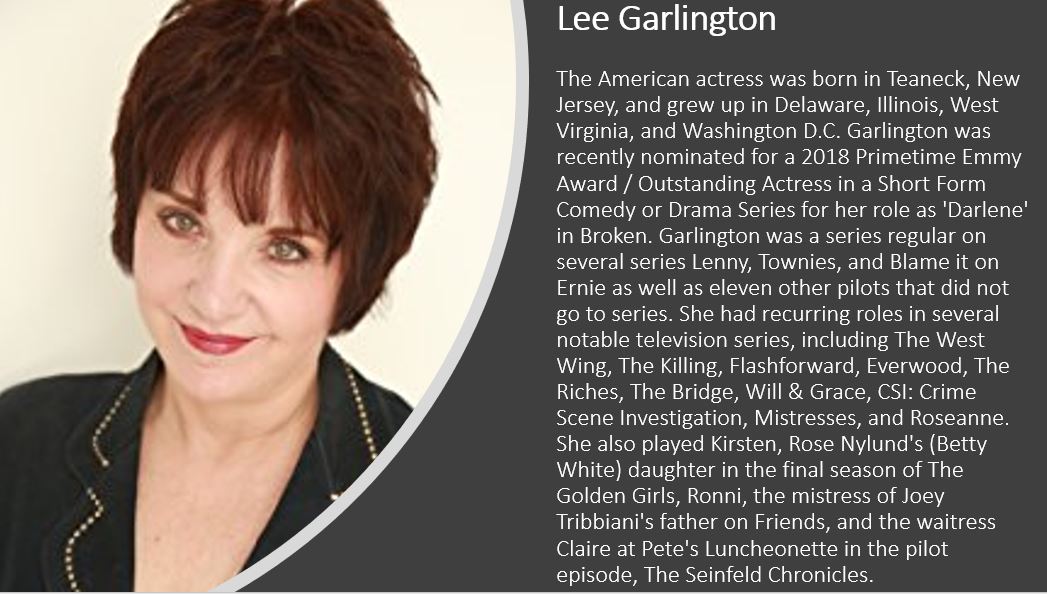 Lee Garlington
The American actress was born in Teaneck, New
Jersey, and grew up in Delaware, Illinois, West
Virginia, and Washington D.C. Garlington was
recently nominated for a 2018 Primetime Emmy
Award / Outstanding Actress in a Short Form
Comedy or Drama Series for her role as 'Darlene'
in Broken. Garlington was a series regular on
several series Lenny, Townies, and Blame it on
Ernie as well as eleven other pilots that did not
go to series. She had recurring roles in several
notable television series, including The West
Wing, The Killing, Flashforward, Everwood, The
Riches, The Bridge, Will & Grace, CSI: Crime
Scene Investigation, Mistresses, and Roseanne.
She also played Kirsten, Rose Nylund's (Betty
White) daughter in the final season of The
Golden Girls, Ronni, the mistress of Joey
Tribbiani's father on Friends, and the waitress
Claire at Pete's Luncheonette in the pilot
episode, The Seinfeld Chronicles.